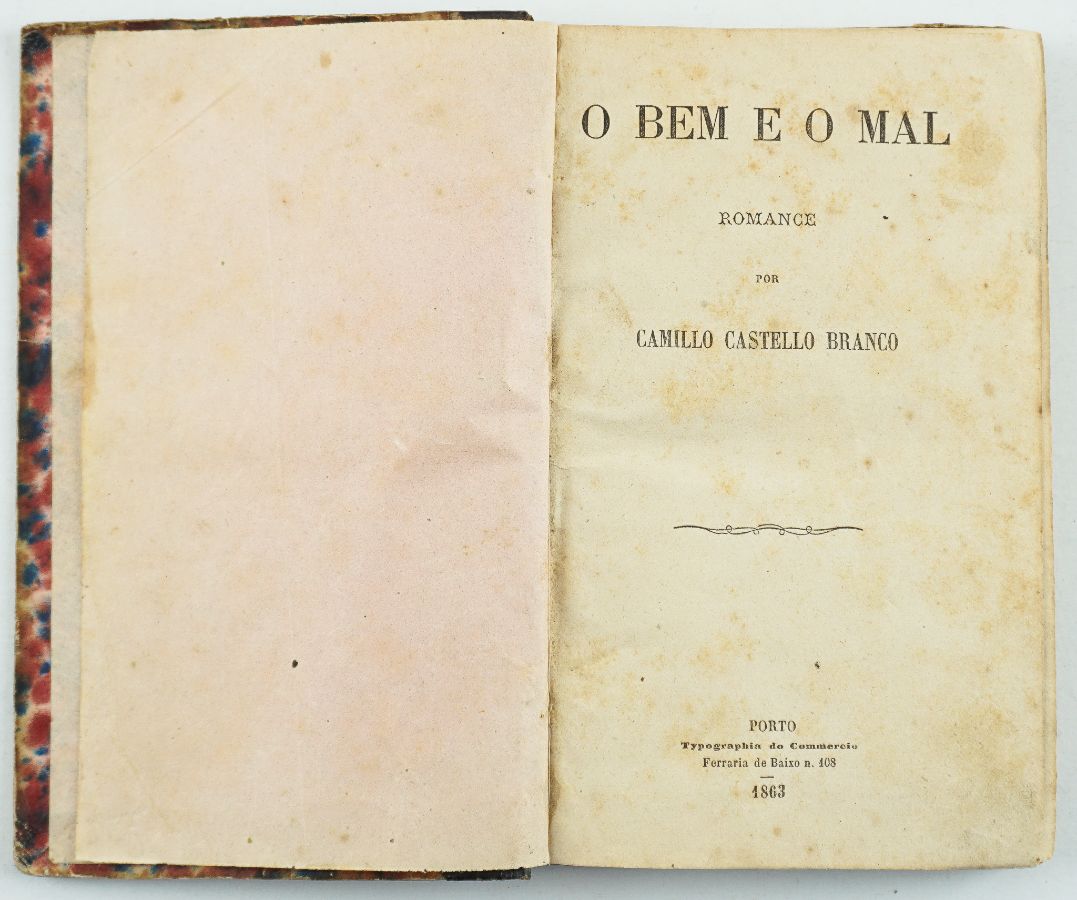 O BEM E O MAL
ROMANCE
POR
CAMILLO CASTELLO BRANCO
PORTO
Typographia do Commercio
Ferraria de Baixo n. 108
1863